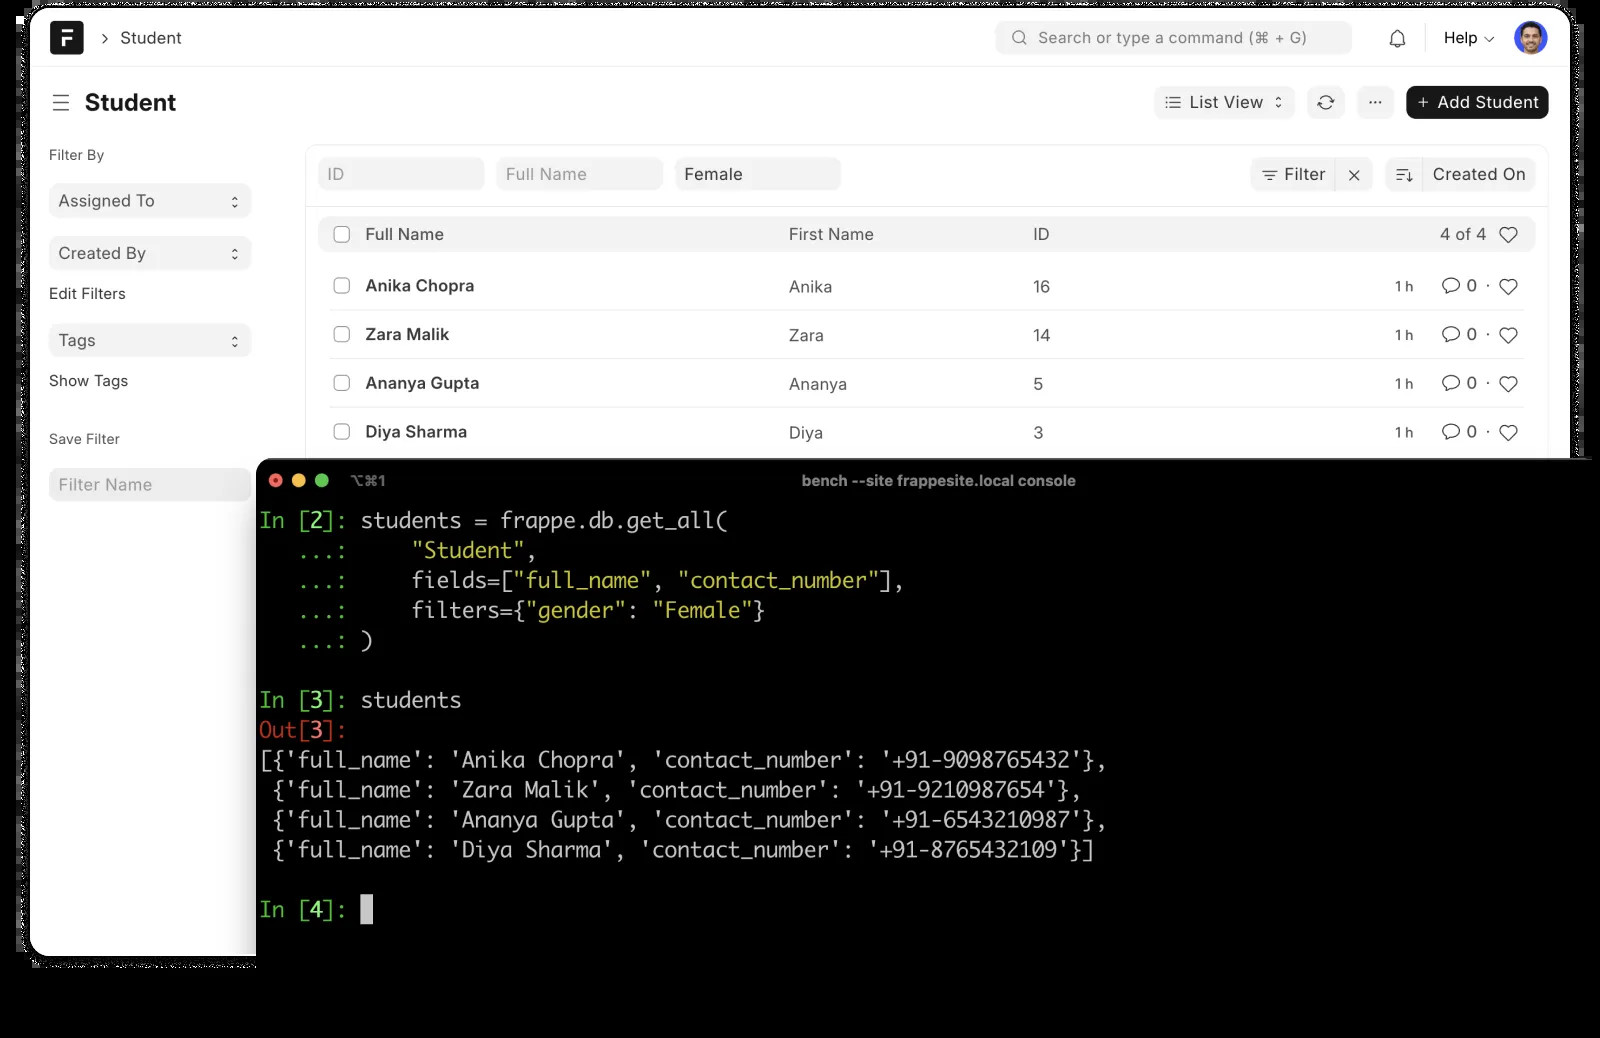 F > Student Search or type a command (⌘ + G) Help
Student List View ... + Add Student
Filter By
Assigned To
Created By
Edit Filters
Tags
Show Tags
Save Filter
Filter Name
ID Full Name Female Filter × Created On
Full Name First Name ID 4 of 4
Anika Chopra Anika 16 1 h 0 ·
Zara Malik Zara 14 1 h 0 ·
Ananya Gupta Ananya 5 1 h 0 ·
Diya Sharma Diya 3 1 h 0 ·
⌥⌘1 bench --site frappesite.local console
In [2]: students = frappe.db.get_all(
...:     "Student",
...:     fields=["full_name", "contact_number"],
...:     filters={"gender": "Female"}
...: )
In [3]: students
Out[3]:
[{'full_name': 'Anika Chopra', 'contact_number': '+91-9098765432'},
{'full_name': 'Zara Malik', 'contact_number': '+91-9210987654'},
{'full_name': 'Ananya Gupta', 'contact_number': '+91-6543210987'},
{'full_name': 'Diya Sharma', 'contact_number': '+91-8765432109'}]
In [4]: